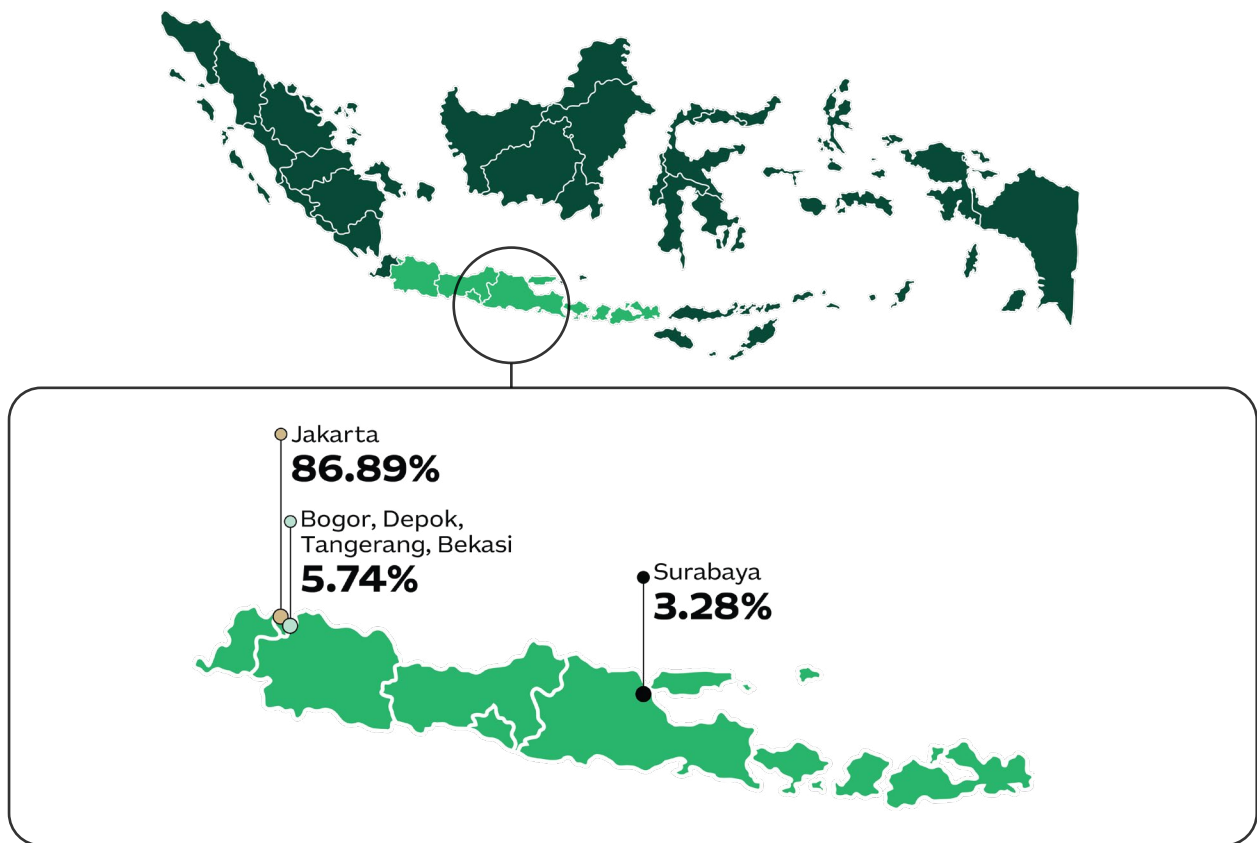 Jakarta
86.89%
Bogor, Depok,
Tangerang, Bekasi
5.74%
Surabaya
3.28%